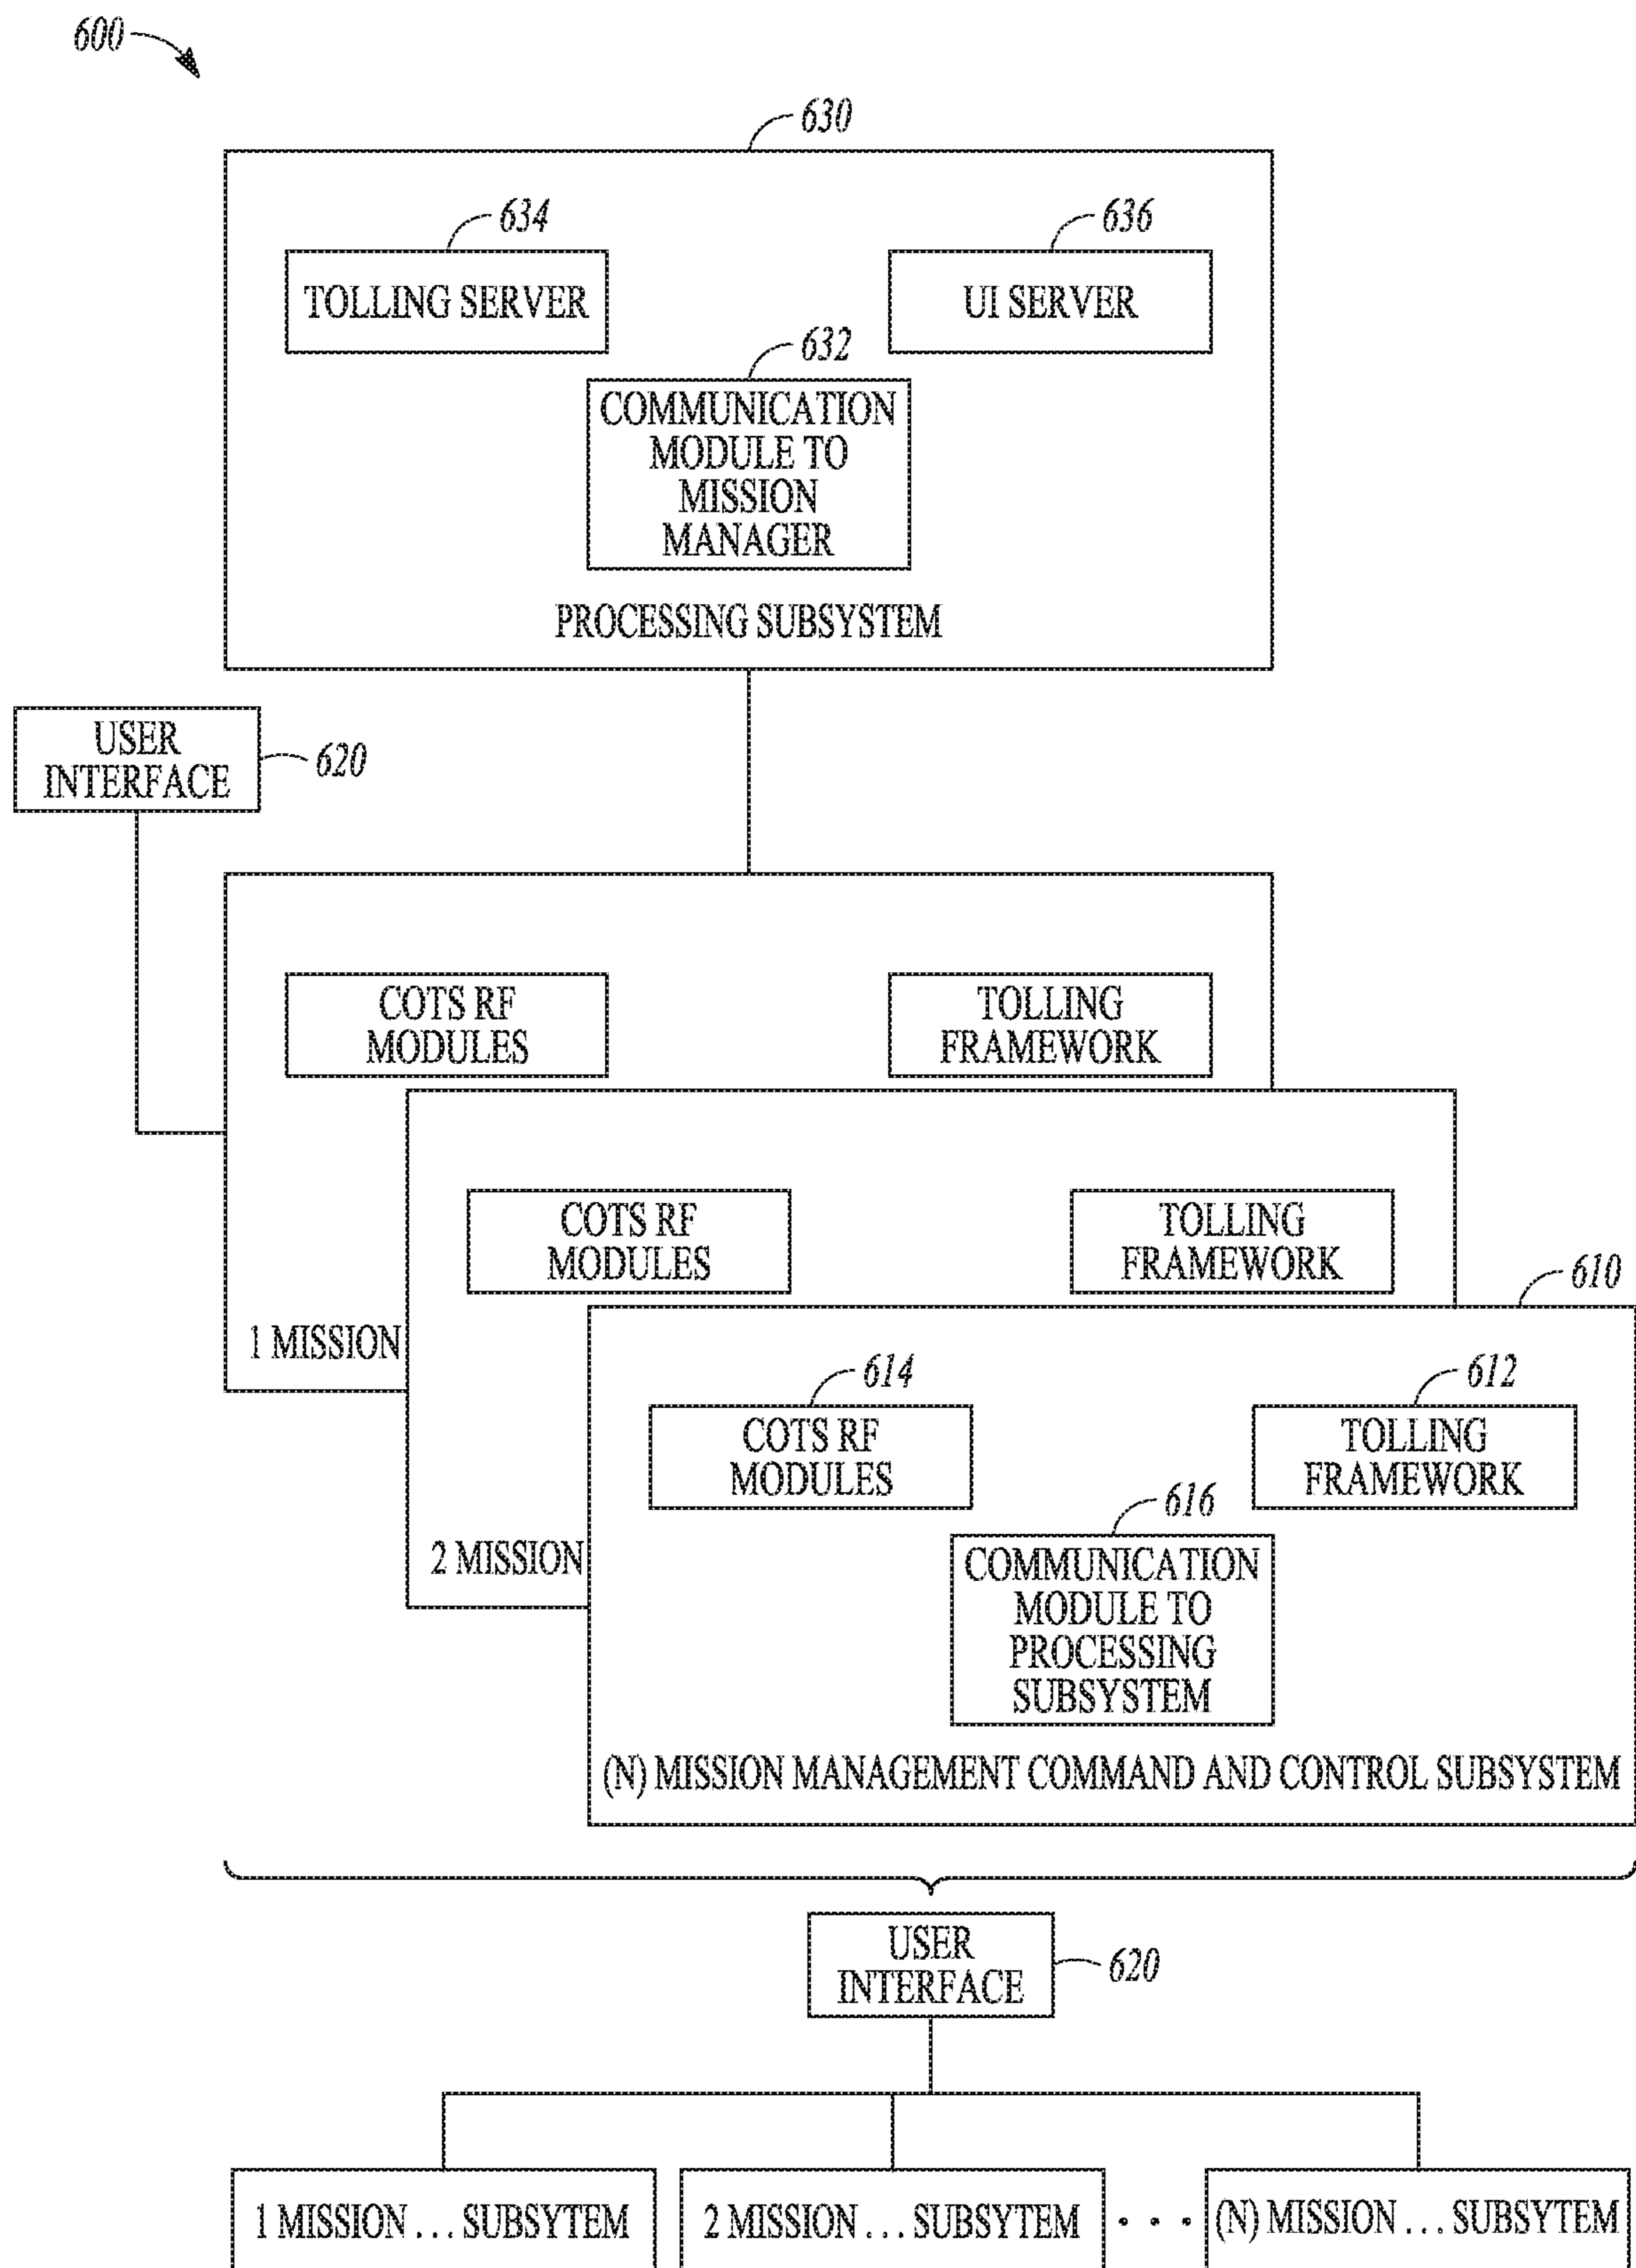 600
630
634
636
TOLLING SERVER
UI SERVER
632
COMMUNICATION
MODULE TO
MISSION
MANAGER
PROCESSING SUBSYSTEM
USER
INTERFACE
620
COTS RF
MODULES
TOLLING
FRAMEWORK
COTS RF
MODULES
TOLLING
FRAMEWORK
610
1 MISSION
614
612
COTS RF
MODULES
TOLLING
FRAMEWORK
616
2 MISSION
COMMUNICATION
MODULE TO
PROCESSING
SUBSYSTEM
(N) MISSION MANAGEMENT COMMAND AND CONTROL SUBSYSTEM
USER
INTERFACE
620
1 MISSION ... SUBSYTEM
2 MISSION ... SUBSYTEM
• • •
(N) MISSION ... SUBSYTEM